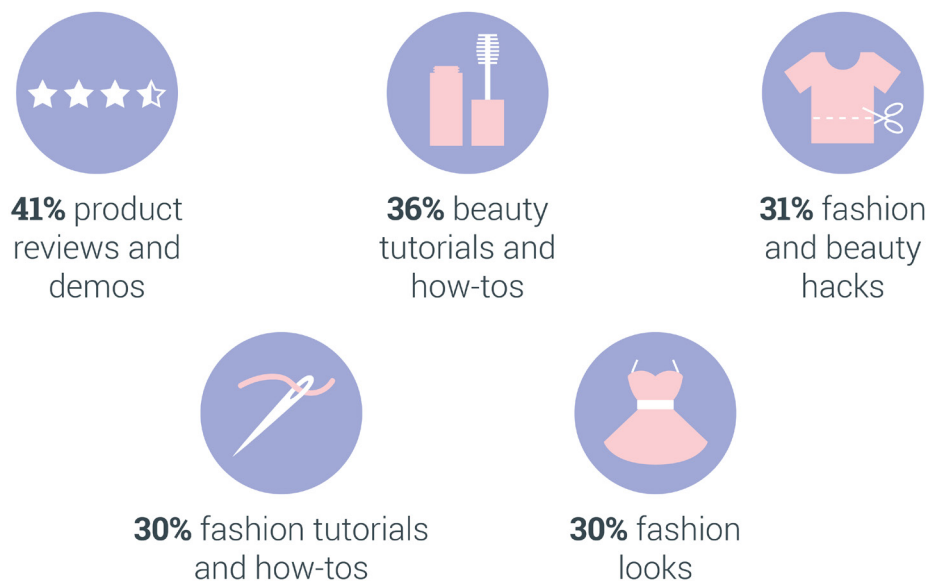 41% product
reviews and
demos
36% beauty
tutorials and
how-tos
31% fashion
and beauty
hacks
30% fashion tutorials
and how-tos
30% fashion
looks